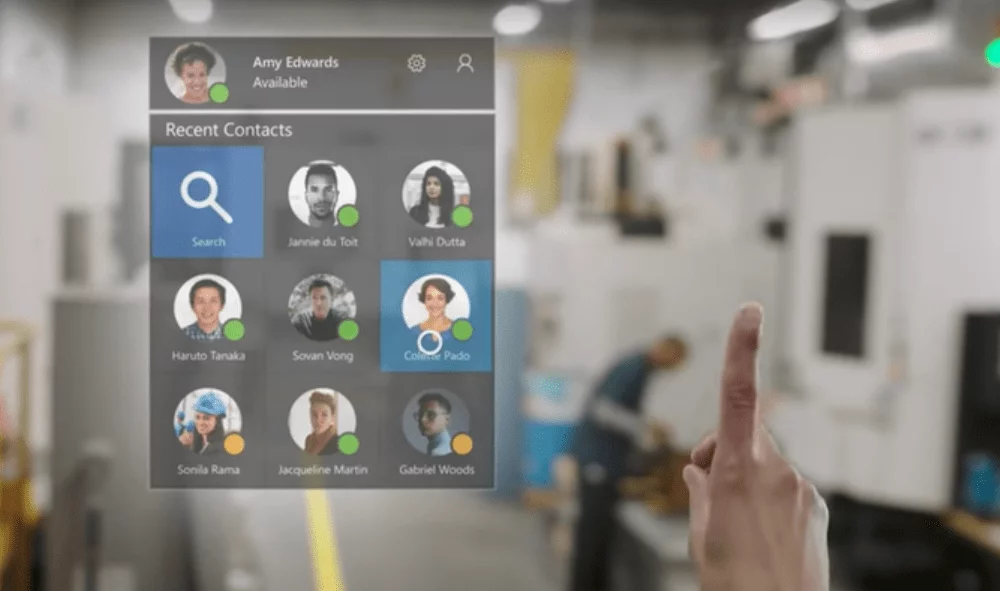 Amy Edwards
Available
Recent Contacts
Search
Jannie du Toit
Valhi Dutta
Haruto Tanaka
Sovan Vong
Colette Pado
Sonila Rama
Jacqueline Martin
Gabriel Woods